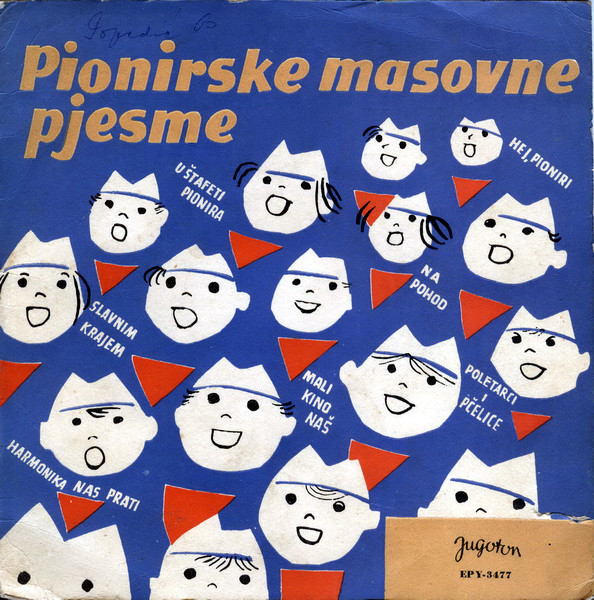 Pionirske masovne
pjesme
HEJ, PIONIRI
U ŠTAFETI
PIONIRA
NA
POHOD
SLAVNIM
KRAJEM
MALI
KINO
NAŠ
POLETARCI
I
PČELICE
HARMONIKA NAS PRATI
Jugoton
EPY-3477